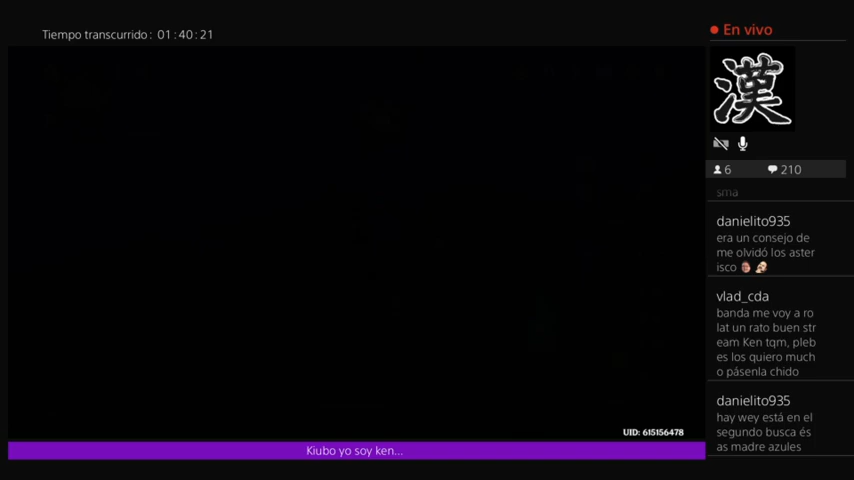 Tiempo transcurrido: 01:40:21
En vivo
漢
6 210
sma
danielito935
era un consejo de
me olvidó los aster
isco
vlad_cda
banda me voy a ro
lat un rato buen str
eam Ken tqm, pleb
es los quiero much
o pásenla chido
danielito935
hay wey está en el
segundo busca és
as madre azules
UID: 615156478
Kiubo yo soy ken...